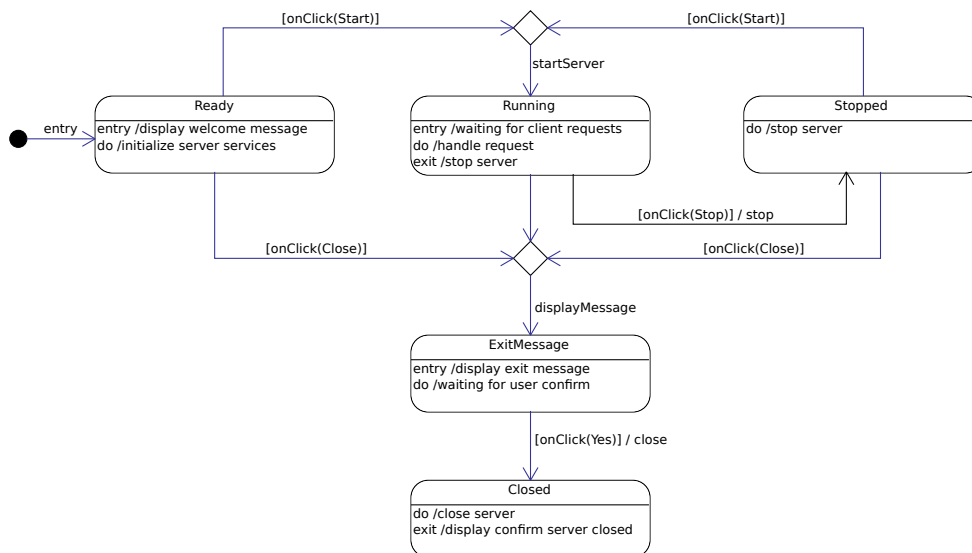 [onClick(Start)]
[onClick(Start)]
startServer
Ready
Running
Stopped
entry
entry /display welcome message
do /initialize server services
entry /waiting for client requests
do /handle request
exit /stop server
do /stop server
[onClick(Stop)] / stop
[onClick(Close)]
[onClick(Close)]
displayMessage
ExitMessage
entry /display exit message
do /waiting for user confirm
[onClick(Yes)] / close
Closed
do /close server
exit /display confirm server closed